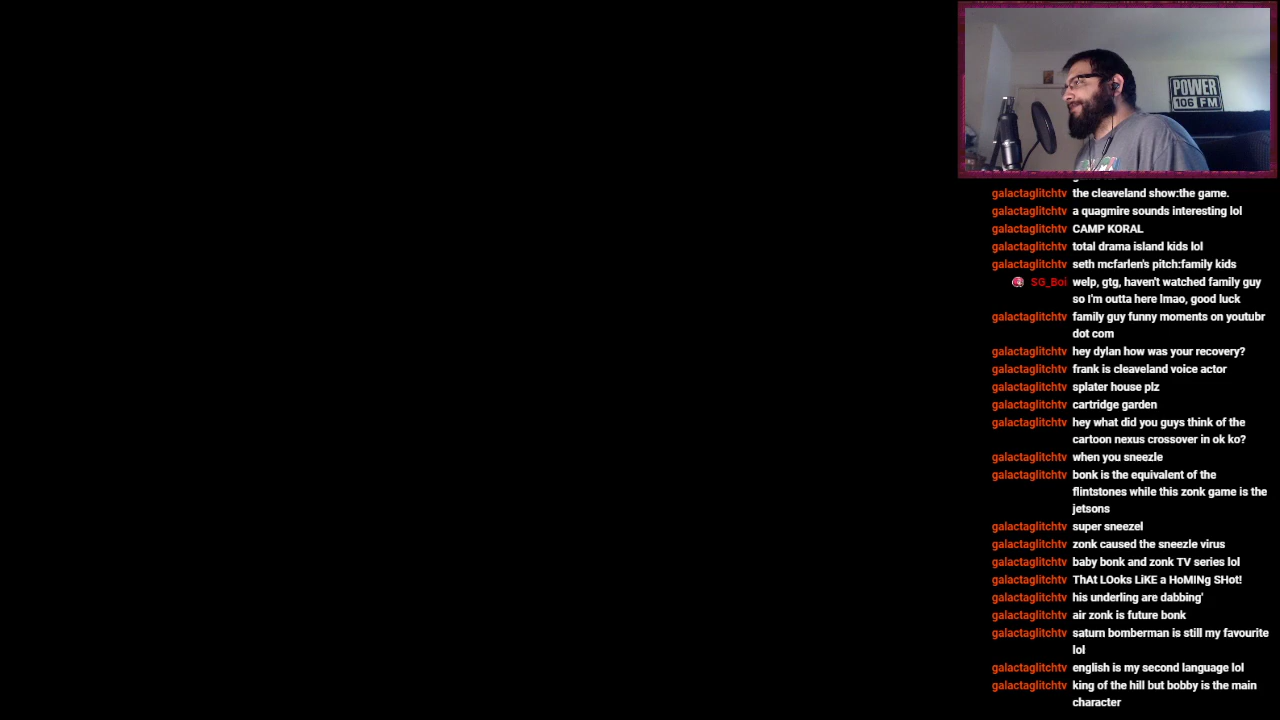 POWER
106 FM
galactaglitchtv the cleaveland show:the game.
galactaglitchtv a quagmire sounds interesting lol
galactaglitchtv CAMP KORAL
galactaglitchtv total drama island kids lol
galactaglitchtv seth mcfarlen's pitch:family kids
SG_Boi welp, gtg, haven't watched family guy
so I'm outta here lmao, good luck
galactaglitchtv family guy funny moments on youtubr
dot com
galactaglitchtv hey dylan how was your recovery?
galactaglitchtv frank is cleaveland voice actor
galactaglitchtv splater house plz
galactaglitchtv cartridge garden
galactaglitchtv hey what did you guys think of the
cartoon nexus crossover in ok ko?
galactaglitchtv when you sneezle
galactaglitchtv bonk is the equivalent of the
flintstones while this zonk game is the
jetsons
galactaglitchtv super sneezel
galactaglitchtv zonk caused the sneezle virus
galactaglitchtv baby bonk and zonk TV series lol
galactaglitchtv ThAt LOoks LiKE a HoMINg SHot!
galactaglitchtv his underling are dabbing'
galactaglitchtv air zonk is future bonk
galactaglitchtv saturn bomberman is still my favourite
lol
galactaglitchtv english is my second language lol
galactaglitchtv king of the hill but bobby is the main
character